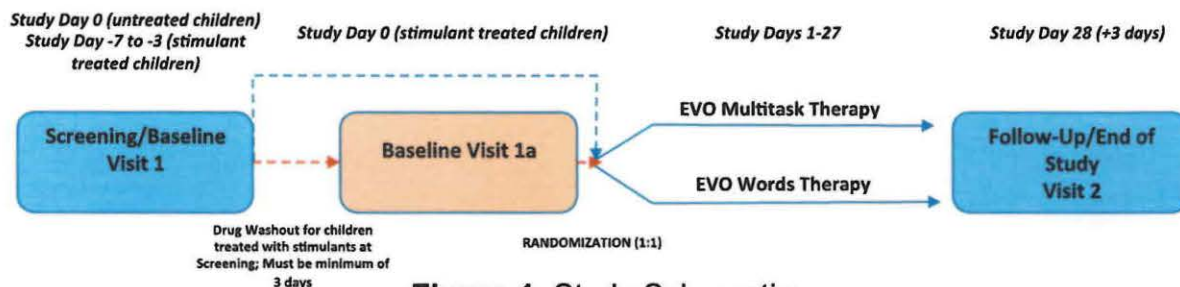 Study Day 0 (untreated children)
Study Day -7 to -3 (stimulant
treated children)
Study Day 0 (stimulant treated children)
Study Days 1-27
Study Day 28 (+3 days)
Screening/Baseline
Visit 1
Baseline Visit 1a
EVO Multitask Therapy
EVO Words Therapy
Follow-Up/End of
Study
Visit 2
Drug Washout for children
treated with stimulants at
Screening; Must be minimum of
3 days
RANDOMIZATION (1:1)